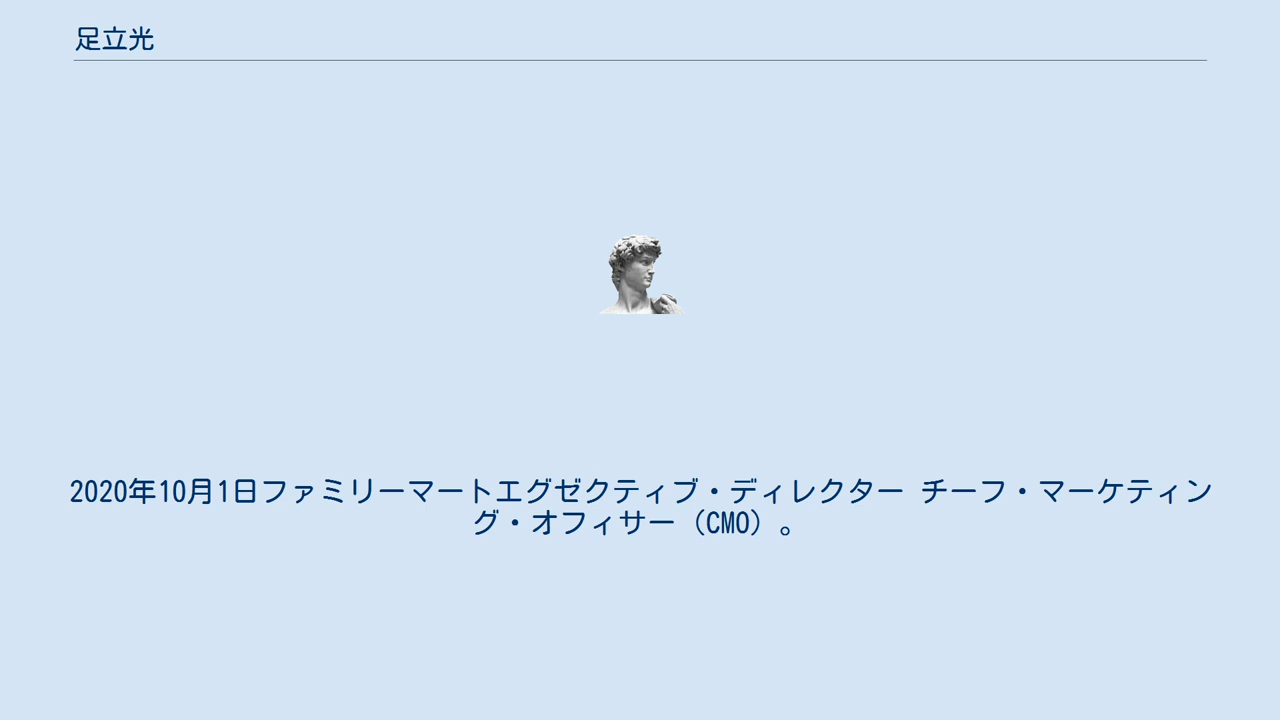 足立光
2020年10月1日ファミリーマートエグゼクティブ・ディレクター チーフ・マーケティン
グ・オフィサー（CMO）。